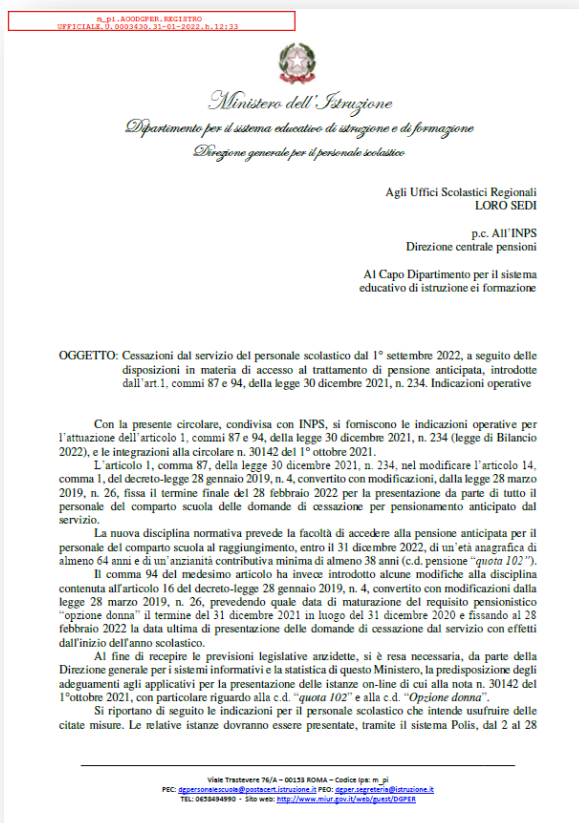 m_pi.AOODGPER.REGISTRO
UFFICIALE.U.0003430.31-01-2022.h.12:33
Ministero dell'Istruzione
Dipartimento per il sistema educativo di istruzione e di formazione
Direzione generale per il personale scolastico
Agli Uffici Scolastici Regionali
LORO SEDI
p.c. All'INPS
Direzione centrale pensioni
Al Capo Dipartimento per il sistema
educativo di istruzione ei formazione
OGGETTO: Cessazioni dal servizio del personale scolastico dal 1° settembre 2022, a seguito delle
disposizioni in materia di accesso al trattamento di pensione anticipata, introdotte
dall'art.1, commi 87 e 94, della legge 30 dicembre 2021, n. 234. Indicazioni operative
Con la presente circolare, condivisa con INPS, si forniscono le indicazioni operative per
l'attuazione dell'articolo 1, commi 87 e 94, della legge 30 dicembre 2021, n. 234 (legge di Bilancio
2022), e le integrazioni alla circolare n. 30142 del 1° ottobre 2021.
L'articolo 1, comma 87, della legge 30 dicembre 2021, n. 234, nel modificare l'articolo 14,
comma 1, del decreto-legge 28 gennaio 2019, n. 4, convertito con modificazioni, dalla legge 28 marzo
2019, n. 26, fissa il termine finale del 28 febbraio 2022 per la presentazione da parte di tutto il
personale del comparto scuola delle domande di cessazione per pensionamento anticipato dal
servizio.
La nuova disciplina normativa prevede la facoltà di accedere alla pensione anticipata per il
personale del comparto scuola al raggiungimento, entro il 31 dicembre 2022, di un'età anagrafica di
almeno 64 anni e di un'anzianità contributiva minima di almeno 38 anni (c.d. pensione "quota 102").
Il comma 94 del medesimo articolo ha invece introdotto alcune modifiche alla disciplina
contenuta all'articolo 16 del decreto-legge 28 gennaio 2019, n. 4, convertito con modificazioni dalla
legge 28 marzo 2019, n. 26, prevedendo quale data di maturazione del requisito pensionistico
"opzione donna" il termine del 31 dicembre 2021 in luogo del 31 dicembre 2020 e fissando al 28
febbraio 2022 la data ultima di presentazione delle domande di cessazione dal servizio con effetti
dall'inizio dell'anno scolastico.
Al fine di recepire le previsioni legislative anzidette, si è resa necessaria, da parte della
Direzione generale per i sistemi informativi e la statistica di questo Ministero, la predisposizione degli
adeguamenti agli applicativi per la presentazione delle istanze on-line di cui alla nota n. 30142 del
1°ottobre 2021, con particolare riguardo alla c.d. "quota 102" e alla c.d. "Opzione donna".
Si riportano di seguito le indicazioni per il personale scolastico che intende usufruire delle
citate misure. Le relative istanze dovranno essere presentate, tramite il sistema Polis, dal 2 al 28
Viale Trastevere 76/A – 00153 ROMA – Codice Ipa: m_pi
PEC: dgpersonalescuola@postacert.istruzione.it PEO: dgper.segreteria@istruzione.it
TEL: 0658494990 - Sito web: http://www.miur.gov.it/web/guest/DGPER